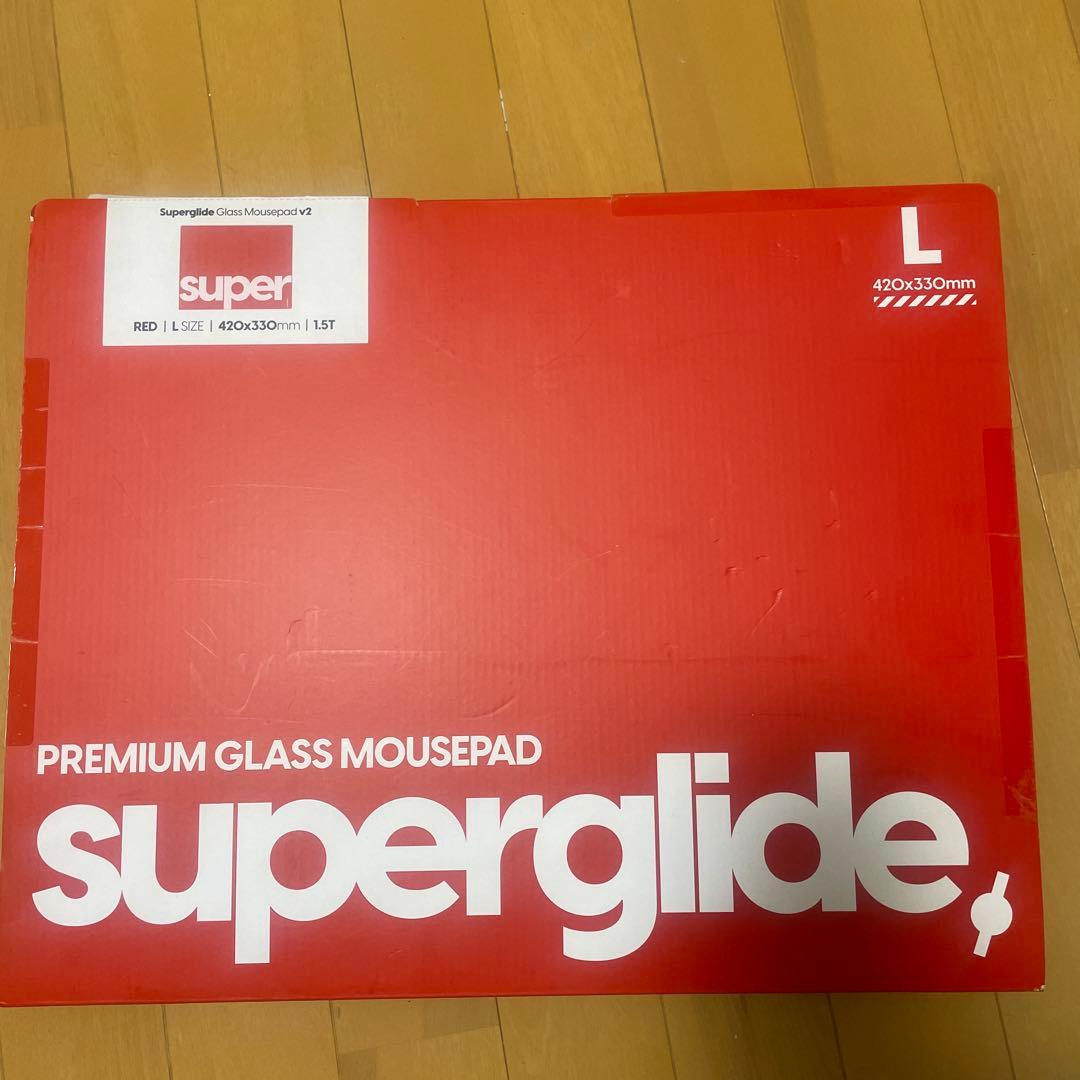 Superglide Glass Mousepad v2
super
RED | L SIZE | 420x330mm | 1.5T
L
420x330mm
PREMIUM GLASS MOUSEPAD
superglide